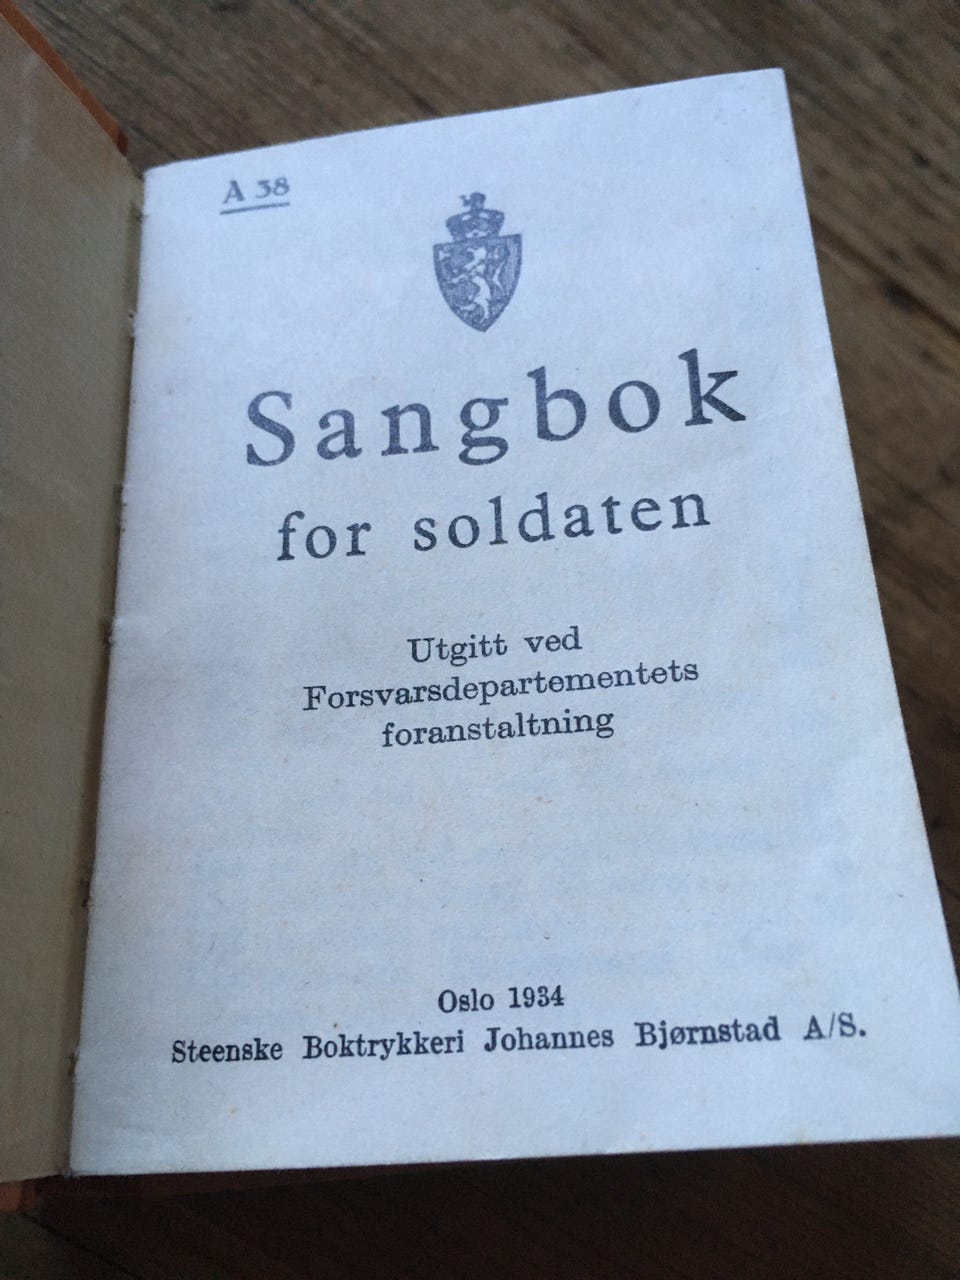 A 38
Sangbok
for soldaten
Utgitt ved
Forsvarsdepartementets
foranstaltning
Oslo 1934
Steenske Boktrykkeri Johannes Bjørnstad A/S.